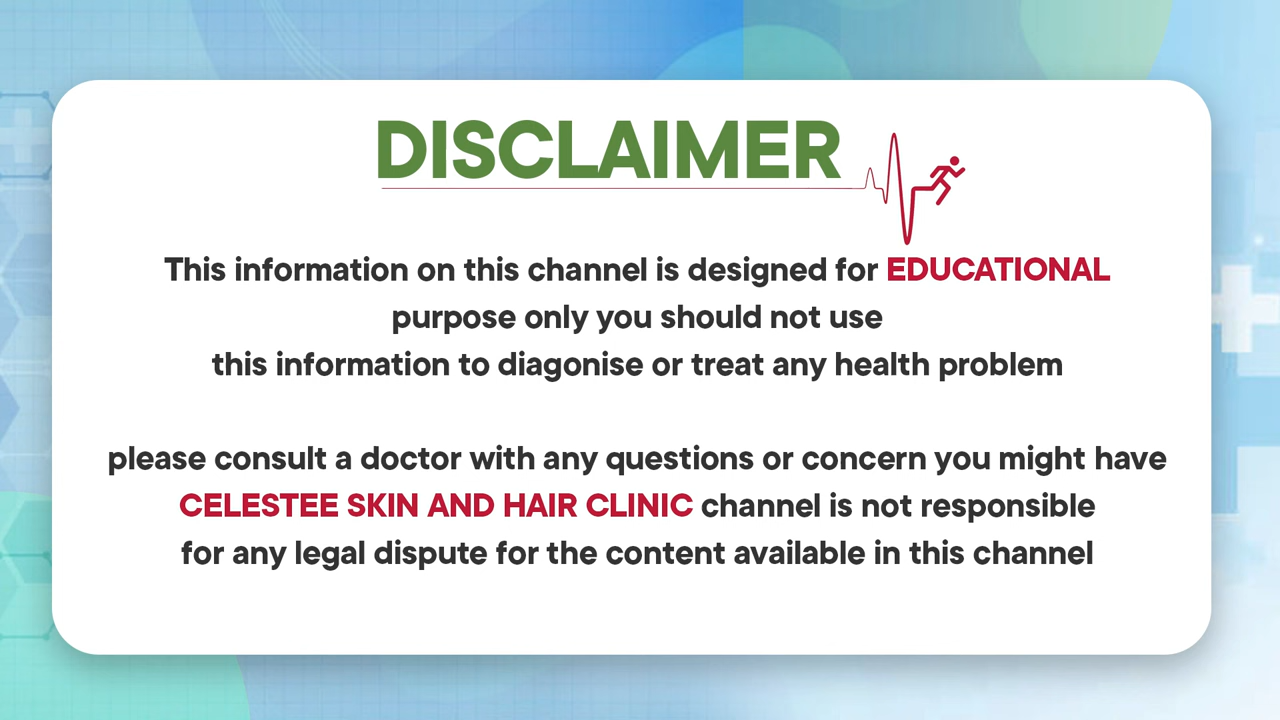 DISCLAIMER
This information on this channel is designed for EDUCATIONAL
purpose only you should not use
this information to diagonise or treat any health problem
please consult a doctor with any questions or concern you might have
CELESTEE SKIN AND HAIR CLINIC channel is not responsible
for any legal dispute for the content available in this channel